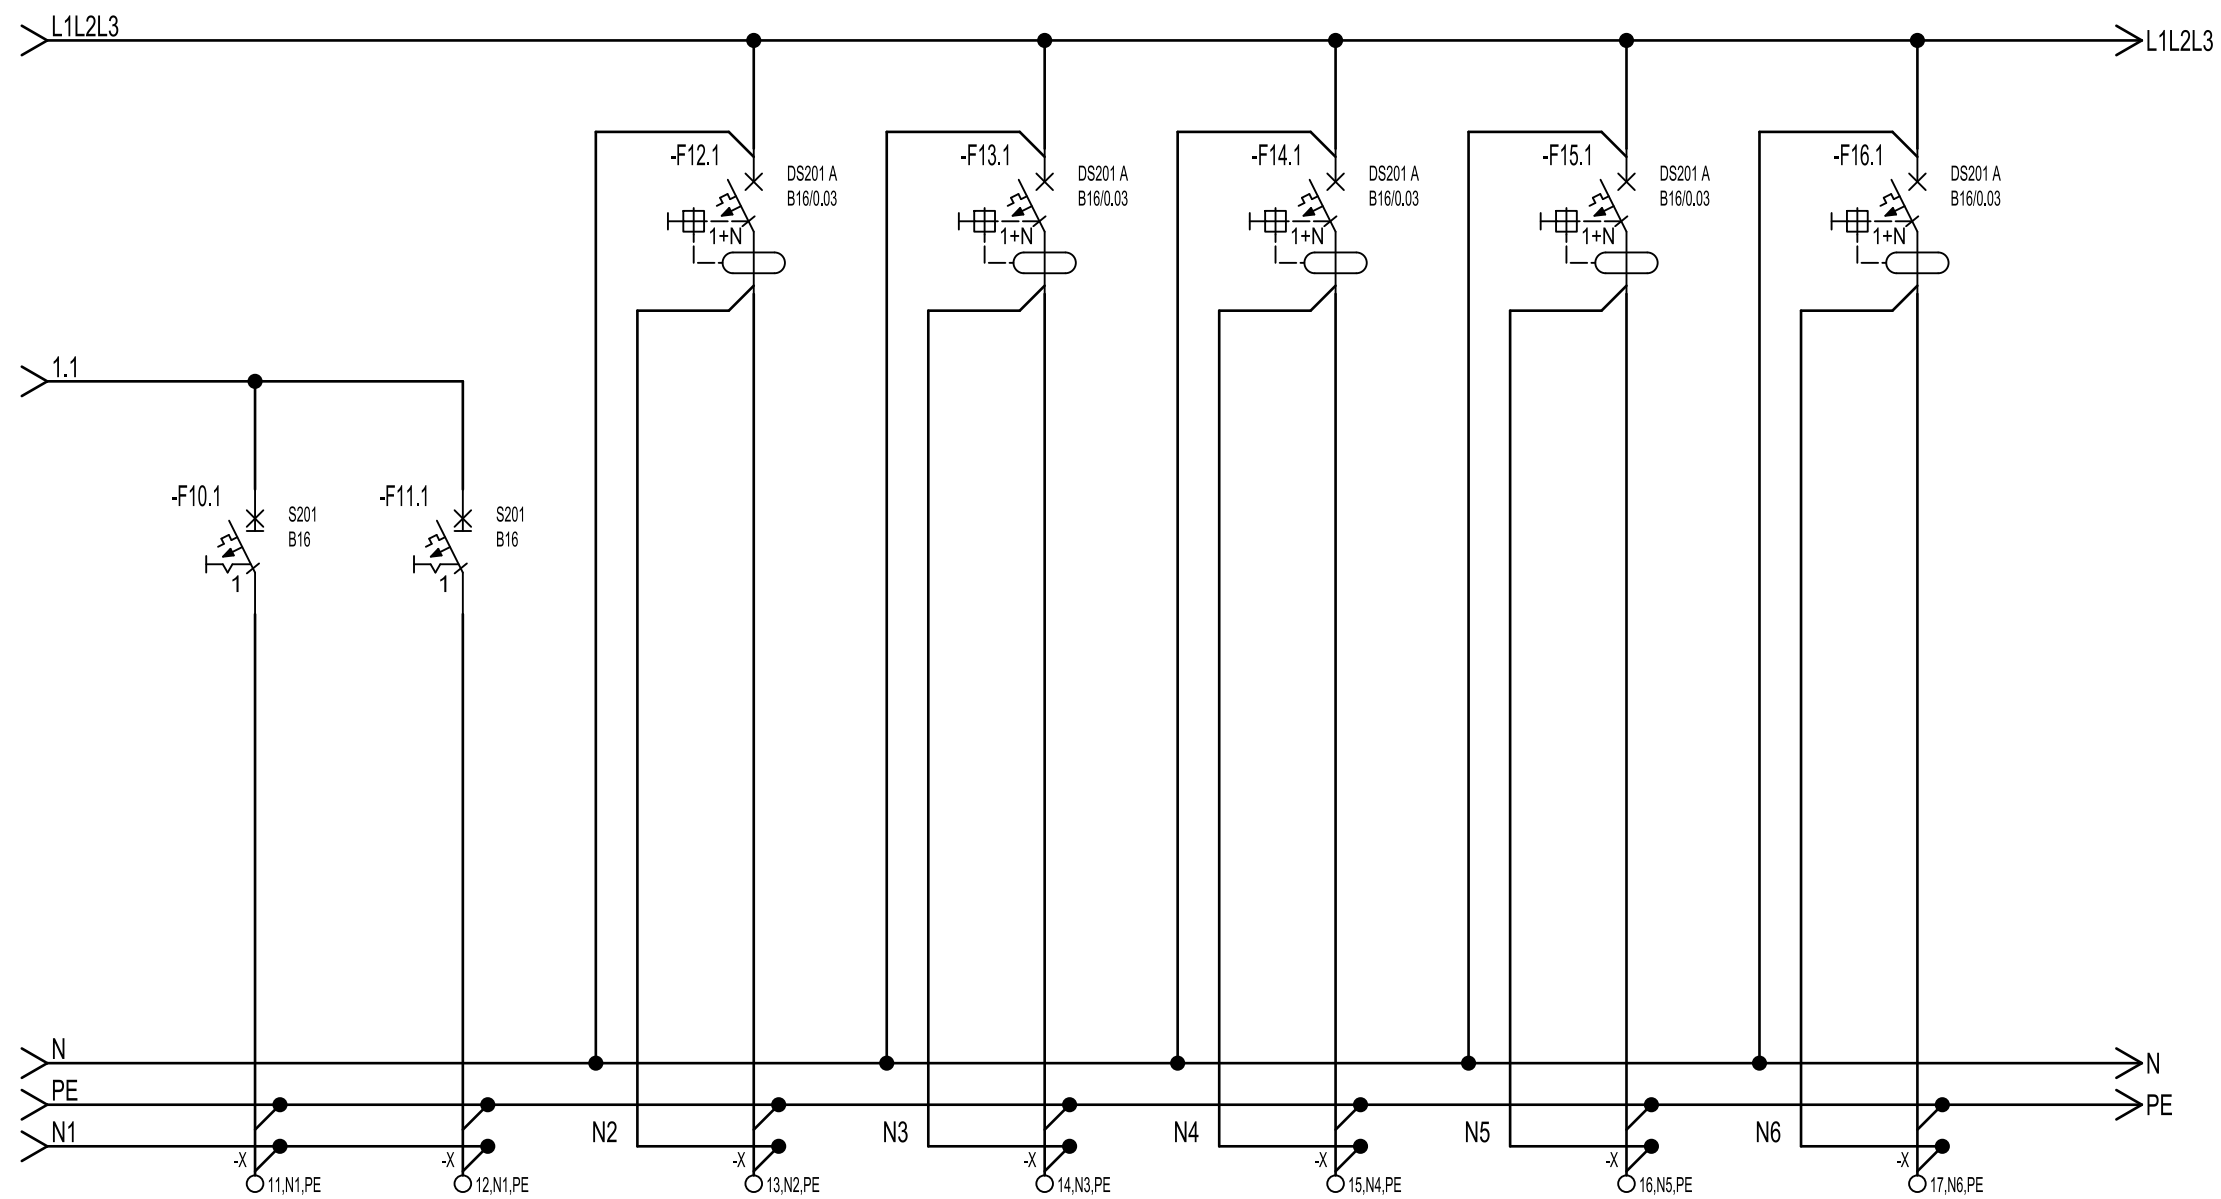 L1L2L3
L1L2L3
-F12.1
DS201 A
B16/0.03
1+N
-F13.1
DS201 A
B16/0.03
1+N
-F14.1
DS201 A
B16/0.03
1+N
-F15.1
DS201 A
B16/0.03
1+N
-F16.1
DS201 A
B16/0.03
1+N
1.1
-F10.1
S201
B16
1
-F11.1
S201
B16
1
N
N
PE
PE
N1
N2
N3
N4
N5
N6
-X
-X
-X
-X
-X
-X
-X
11,N1,PE
12,N1,PE
13,N2,PE
14,N3,PE
15,N4,PE
16,N5,PE
17,N6,PE